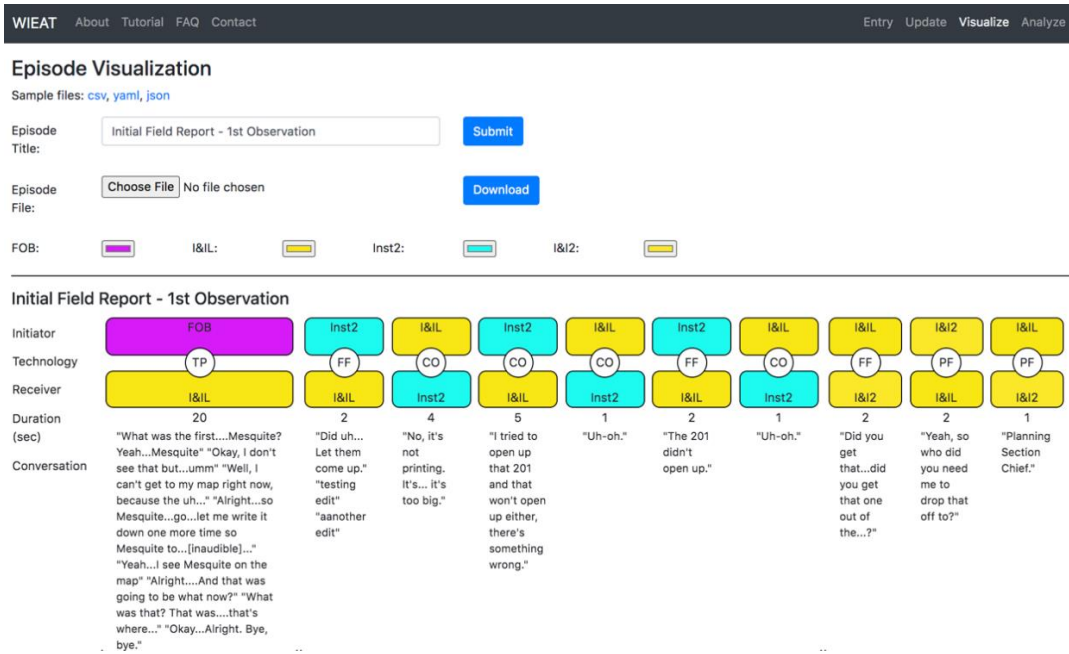 WIEAT About Tutorial FAQ Contact Entry Update Visualize Analyze
Episode Visualization
Sample files: csv, yaml, json
Episode Title: Initial Field Report - 1st Observation Submit
Episode File: Choose File No file chosen Download
FOB: I&IL: Inst2: I&I2:
Initial Field Report - 1st Observation
Initiator FOB Inst2 I&IL Inst2 I&IL Inst2 I&IL I&IL I&I2 I&IL
Technology TP FF CO CO CO FF CO FF PF PF
Receiver I&IL I&IL Inst2 I&IL Inst2 I&IL Inst2 I&I2 I&IL I&I2
Duration (sec) 20 2 4 5 1 2 1 2 2 1
Conversation
"What was the first....Mesquite?
Yeah...Mesquite" "Okay, I don't
see that but...umm" "Well, I
can't get to my map right now,
because the uh..." "Alright...so
Mesquite...go...let me write it
down one more time so
Mesquite to...[inaudible]..."
"Yeah...I see Mesquite on the
map" "Alright....And that was
going to be what now?" "What
was that? That was....that's
where..." "Okay...Alright. Bye,
bye."
"Did uh...
Let them
come up."
"testing
edit"
"aanother
edit"
"No, it's
not
printing.
It's... it's
too big."
"I tried to
open up
that 201
and that
won't open
up either,
there's
something
wrong."
"Uh-oh."
"The 201
didn't
open up."
"Uh-oh."
"Did you
get
that...did
you get
that one
out of
the...?"
"Yeah, so
who did
you need
me to
drop that
off to?"
"Planning
Section
Chief."